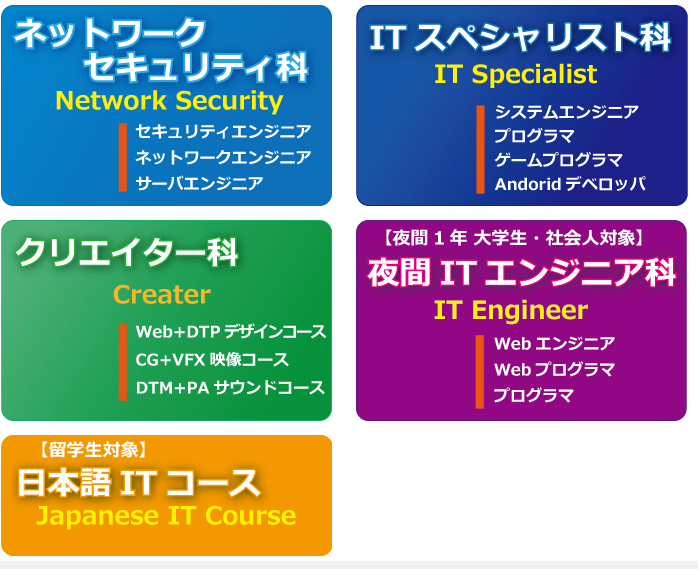 ネットワーク
セキュリティ科
Network Security
セキュリティエンジニア
ネットワークエンジニア
サーバエンジニア
IT スペシャリスト科
IT Specialist
システムエンジニア
プログラマ
ゲームプログラマ
Andorid デベロッパ
クリエイター科
Creater
Web+DTP デザインコース
CG+VFX 映像コース
DTM+PA サウンドコース
【夜間 1 年 大学生・社会人対象】
夜間 IT エンジニア科
IT Engineer
Web エンジニア
Web プログラマ
プログラマ
【留学生対象】
日本語 IT コース
Japanese IT Course